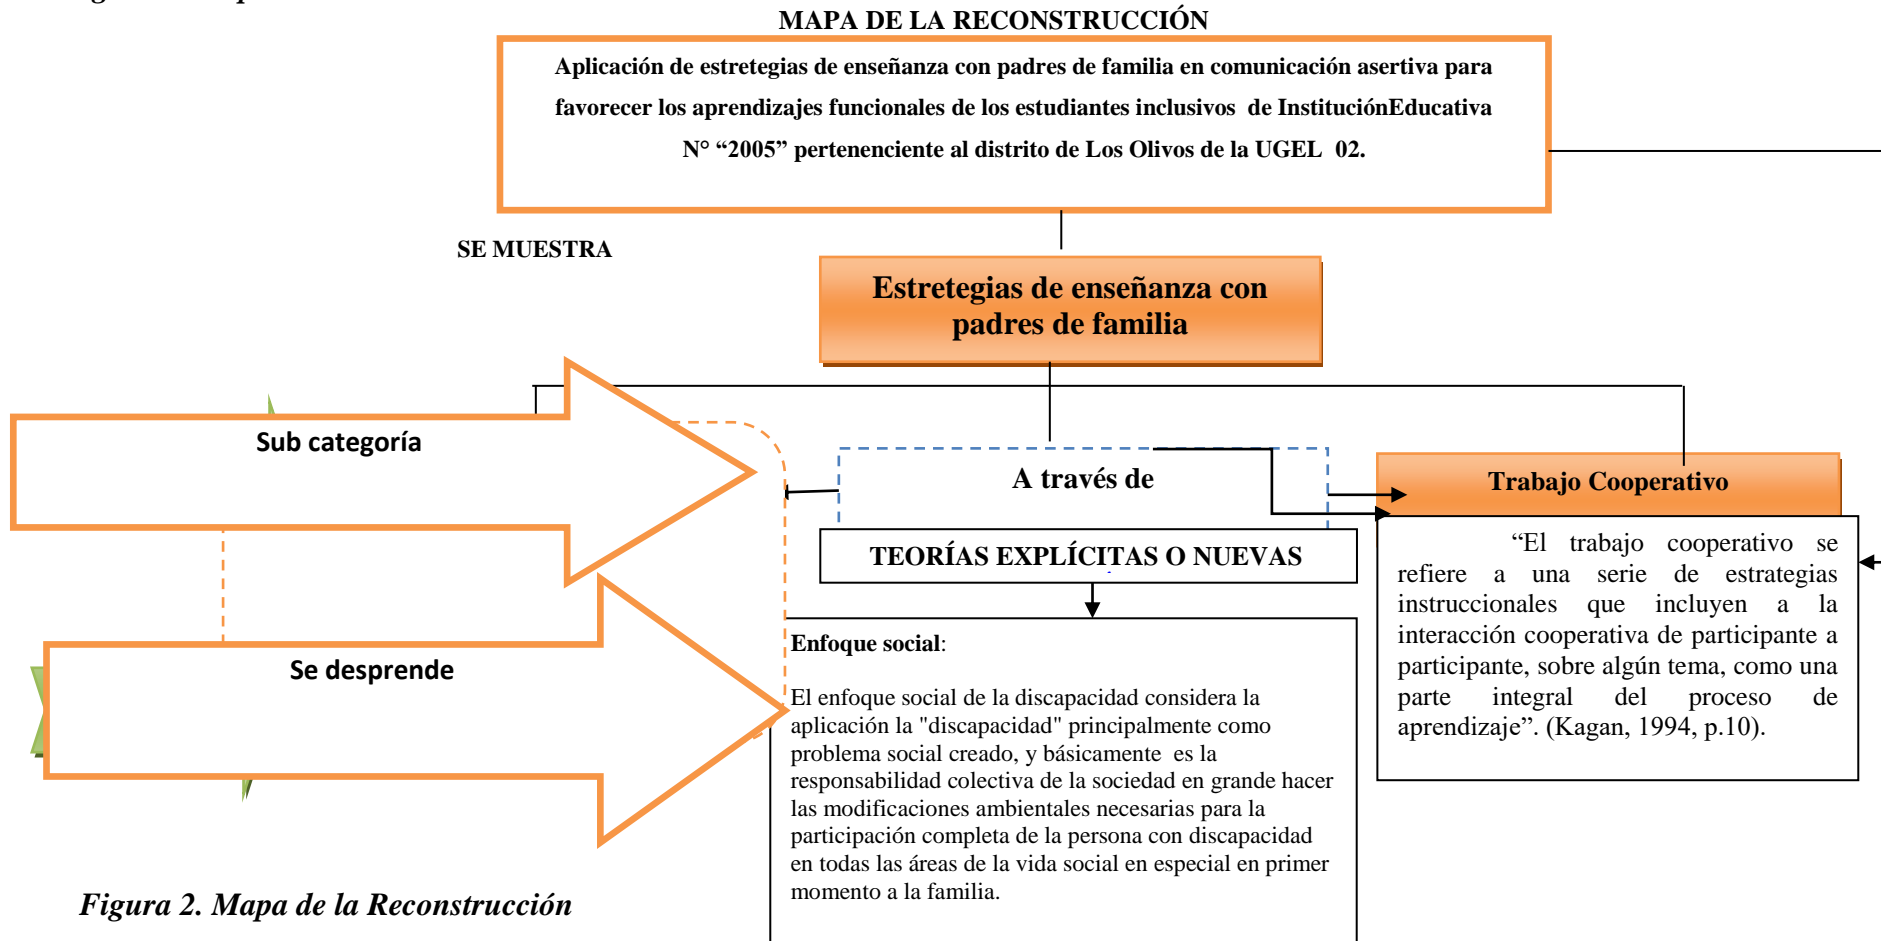 MAPA DE LA RECONSTRUCCIÓN
Aplicación de estretegias de enseñanza con padres de familia en comunicación asertiva para
favorecer los aprendizajes funcionales de los estudiantes inclusivos de InstituciónEducativa
N° “2005” pertenenciente al distrito de Los Olivos de la UGEL 02.
SE MUESTRA
Estretegias de enseñanza con
padres de familia
Sub categoría
A través de
Trabajo Cooperativo
TEORÍAS EXPLÍCITAS O NUEVAS
“El trabajo cooperativo se
refiere a una serie de estrategias
instruccionales que incluyen a la
interacción cooperativa de participante a
participante, sobre algún tema, como una
parte integral del proceso de
aprendizaje”. (Kagan, 1994, p.10).
Se desprende
Enfoque social:
El enfoque social de la discapacidad considera la
aplicación la "discapacidad" principalmente como
problema social creado, y básicamente es la
responsabilidad colectiva de la sociedad en grande hacer
las modificaciones ambientales necesarias para la
participación completa de la persona con discapacidad
en todas las áreas de la vida social en especial en primer
momento a la familia.
Figura 2. Mapa de la Reconstrucción